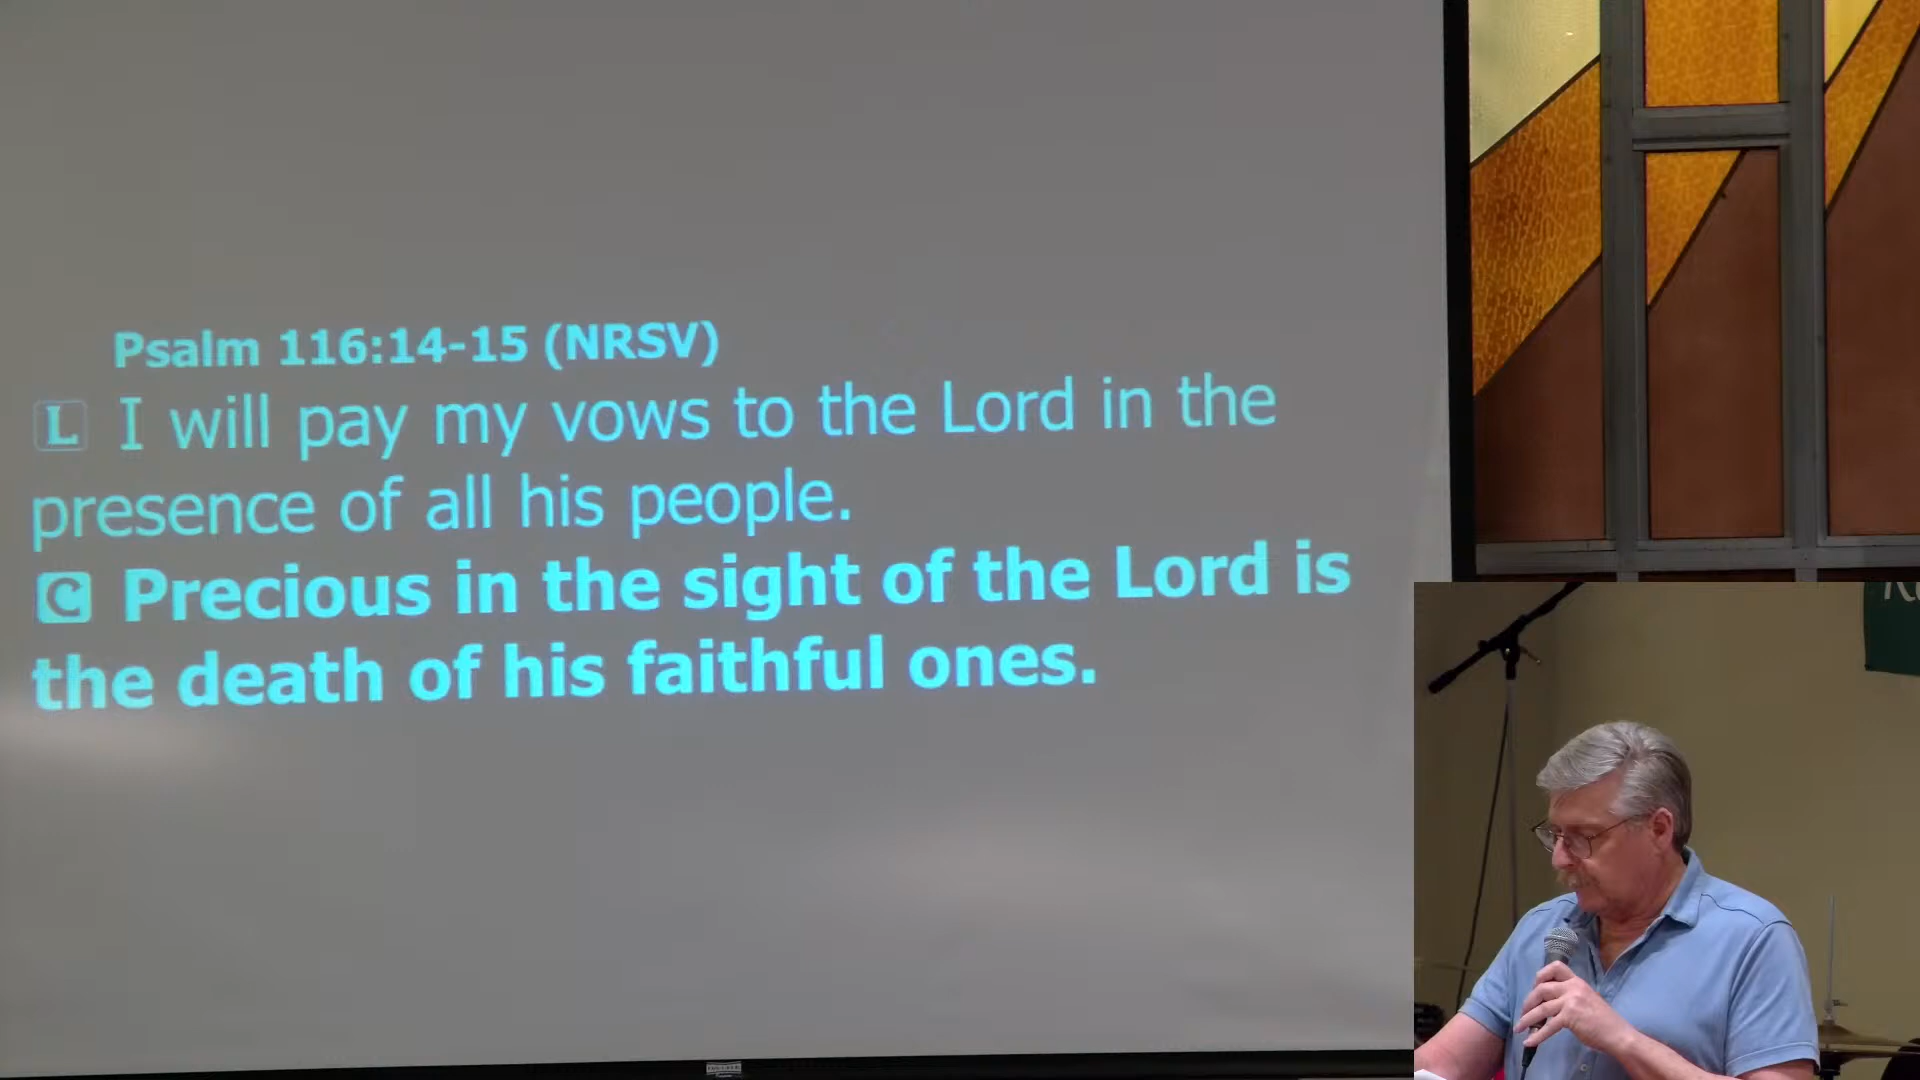 Psalm 116:14-15 (NRSV)
L I will pay my vows to the Lord in the
presence of all his people.
C Precious in the sight of the Lord is
the death of his faithful ones.